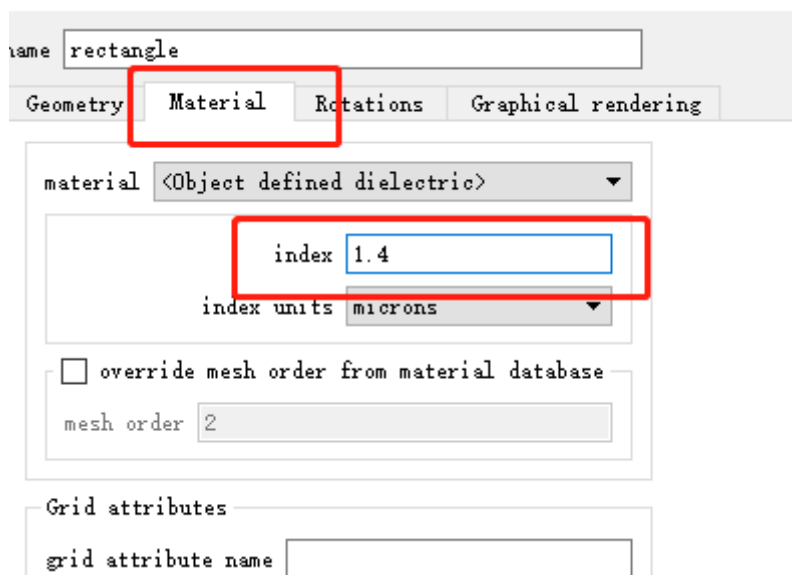 name rectangle
Geometry Material Rotations Graphical rendering
material <Object defined dielectric>
index 1.4
index units microns
override mesh order from material database
mesh order 2
Grid attributes
grid attribute name